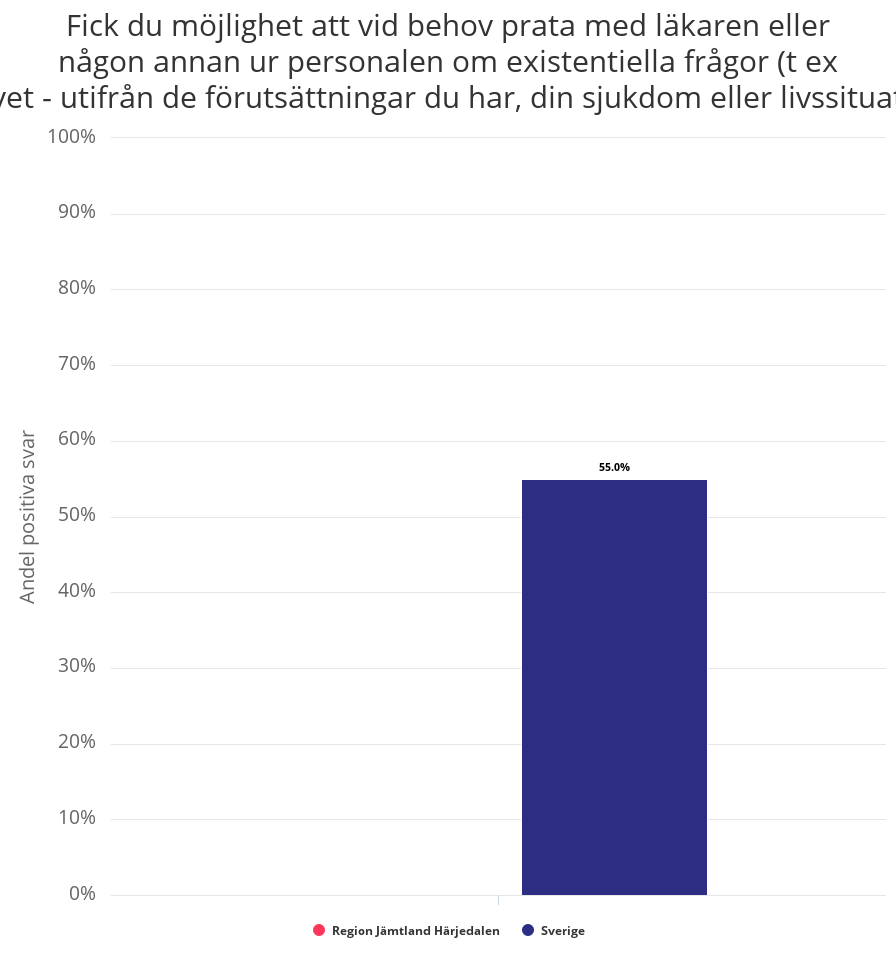 Fick du möjlighet att vid behov prata med läkaren eller
någon annan ur personalen om existentiella frågor (t ex
- utifrån de förutsättningar du har, din sjukdom eller
100%
90%
80%
70%
60%
50%
40%
30%
20%
10%
0%
Andel positiva svar
55.0%
Region Jämtland Härjedalen
Sverige